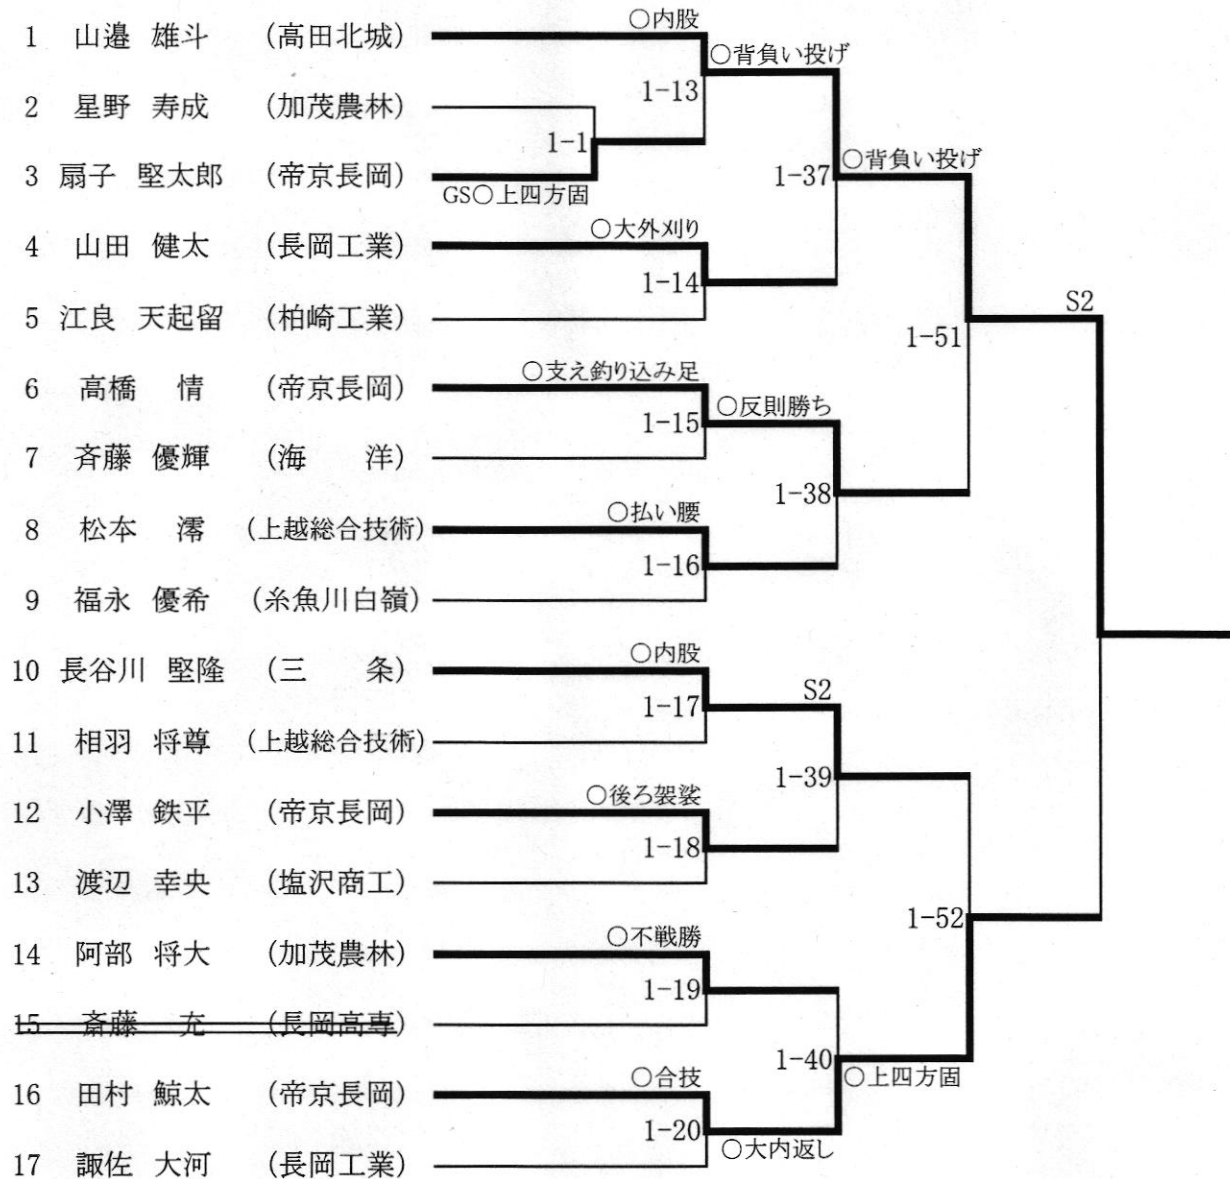 1 山邉 雄斗 (高田北城)
○内股
○背負い投げ
1-13
2 星野 寿成 (加茂農林)
1-1
3 扇子 堅太郎 (帝京長岡)
GS○上四方固
1-37
○背負い投げ
4 山田 健太 (長岡工業)
○大外刈り
1-14
5 江良 天起留 (柏崎工業)
S2
1-51
6 高橋 情 (帝京長岡)
○支え釣り込み足
○反則勝ち
1-15
7 斉藤 優輝 (海 洋)
1-38
8 松本 澪 (上越総合技術)
○払い腰
1-16
9 福永 優希 (糸魚川白嶺)
10 長谷川 堅隆 (三 条)
○内股
S2
1-17
11 相羽 将尊 (上越総合技術)
1-39
12 小澤 鉄平 (帝京長岡)
○後ろ袈裟
1-18
13 渡辺 幸央 (塩沢商工)
1-52
14 阿部 将大 (加茂農林)
○不戦勝
1-19
15 斎藤 充 (長岡高専)
1-40
○上四方固
16 田村 鯨太 (帝京長岡)
○合技
1-20
○大内返し
17 諏佐 大河 (長岡工業)